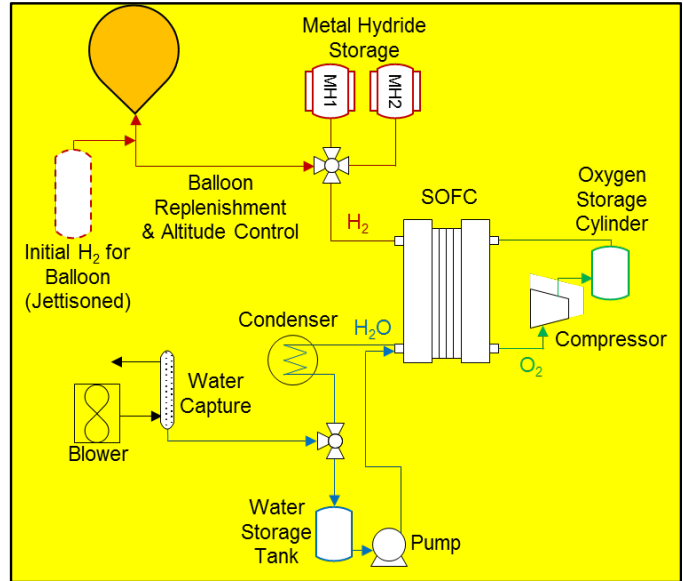 Metal Hydride
Storage
MH1
MH2
Balloon
Replenishment
& Altitude Control
Initial H₂ for
Balloon
(Jettisoned)
H₂
SOFC
Oxygen
Storage
Cylinder
Condenser
H₂O
O₂
Compressor
Water
Capture
Blower
Water
Storage
Tank
Pump